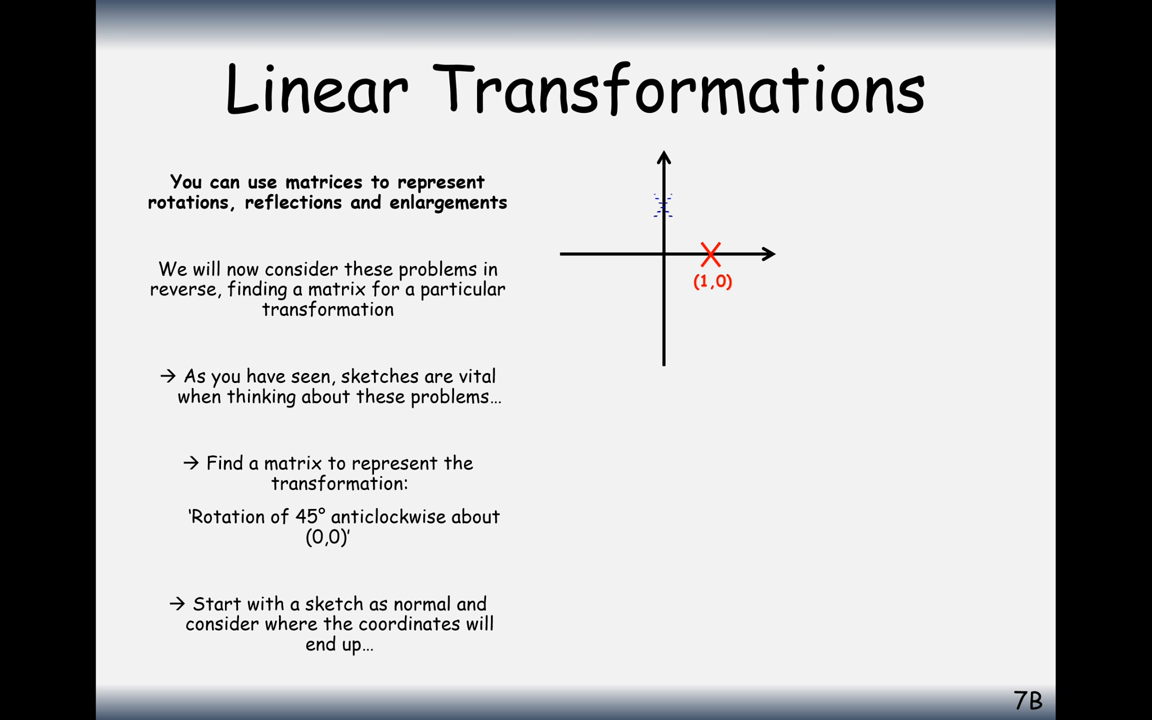 Linear Transformations
You can use matrices to represent
rotations, reflections and enlargements
We will now consider these problems in
reverse, finding a matrix for a particular
transformation
→ As you have seen, sketches are vital
when thinking about these problems…
→ Find a matrix to represent the
transformation:
‘Rotation of 45° anticlockwise about
(0,0)’
→ Start with a sketch as normal and
consider where the coordinates will
end up…
(1,0)
7B